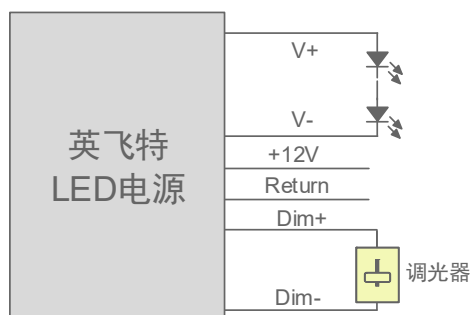 V+
V-
英飞特
LED电源
+12V
Return
Dim+
调光器
Dim-